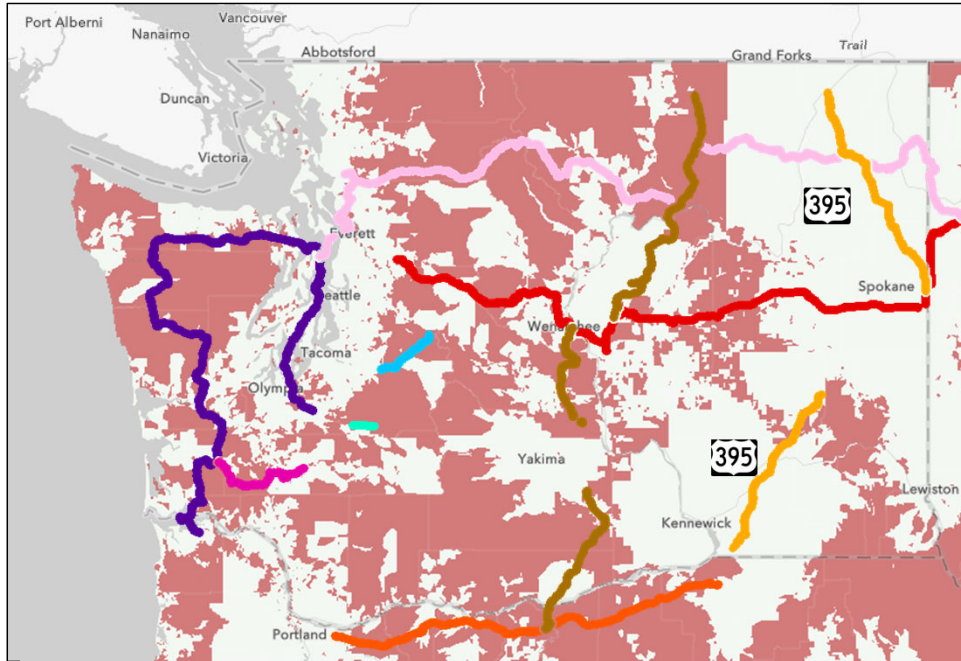 Vancouver
Port Alberni
Nanaimo
Abbotsford
Trail
Grand Forks
Duncan
Victoria
395
Everett
Seattle
Spokane
Wenatchee
Tacoma
Olympia
Yakima
395
Lewiston
Kennewick
Portland